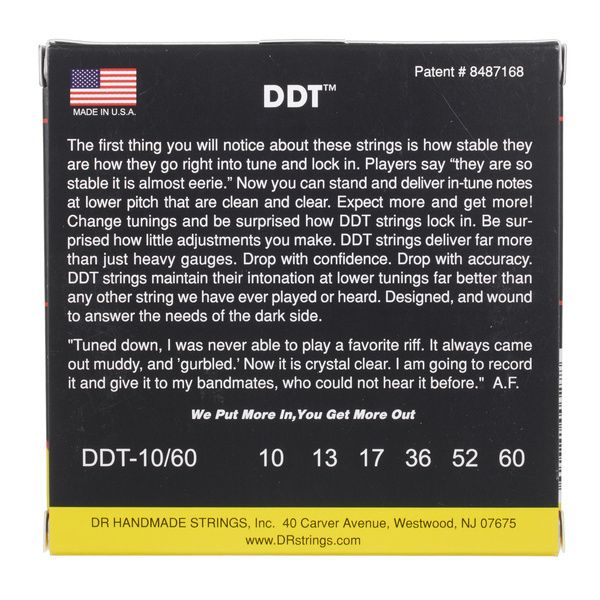 Patent # 8487168
DDT™
MADE IN U.S.A.
The first thing you will notice about these strings is how stable they
are how they go right into tune and lock in. Players say “they are so
stable it is almost eerie.” Now you can stand and deliver in-tune notes
at lower pitch that are clean and clear. Expect more and get more!
Change tunings and be surprised how DDT strings lock in. Be sur-
prised how little adjustments you make. DDT strings deliver far more
than just heavy gauges. Drop with confidence. Drop with accuracy.
DDT strings maintain their intonation at lower tunings far better than
any other string we have ever played or heard. Designed, and wound
to answer the needs of the dark side.
"Tuned down, I was never able to play a favorite riff. It always came
out muddy, and 'gurbled.' Now it is crystal clear. I am going to record
it and give it to my bandmates, who could not hear it before." A.F.
We Put More In,You Get More Out
DDT-10/60 10 13 17 36 52 60
DR HANDMADE STRINGS, Inc. 40 Carver Avenue, Westwood, NJ 07675
www.DRstrings.com